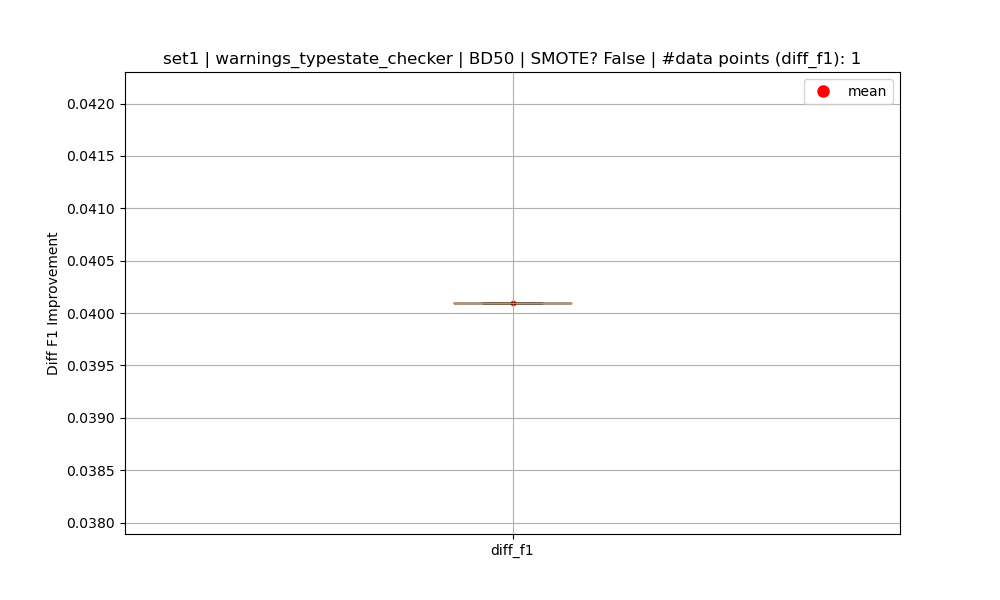 set1 | warnings_typestate_checker | BD50 | SMOTE? False | #data points (diff_f1): 1
mean
0.0420
0.0415
0.0410
0.0405
0.0400
0.0395
0.0390
0.0385
0.0380
Diff F1 Improvement
diff_f1